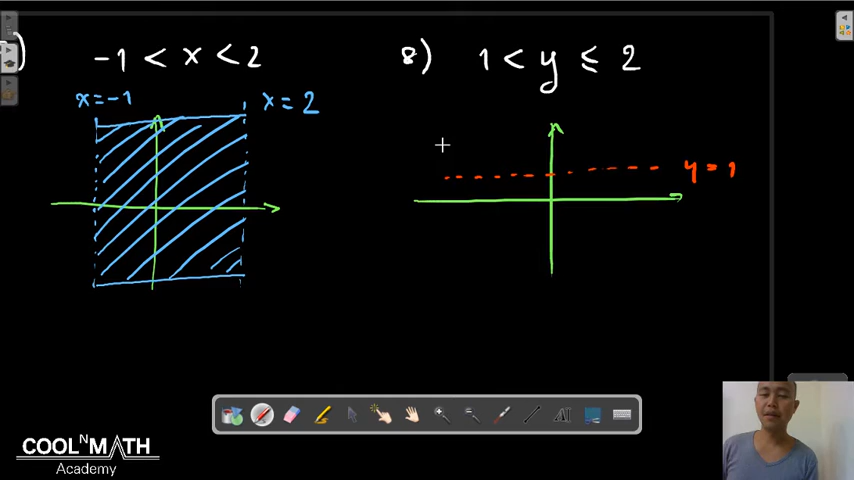 ) -1 < x < 2
8) 1 < y ≤ 2
x = -1
x = 2
y = 1
COOL N MATH
Academy